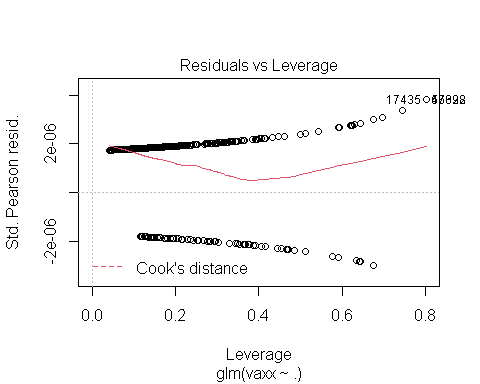 Residuals vs Leverage
Std. Pearson resid.
2e-06
-2e-06
17435
Cook's distance
0.0 0.2 0.4 0.6 0.8
Leverage
glm(vaxx ~ .)